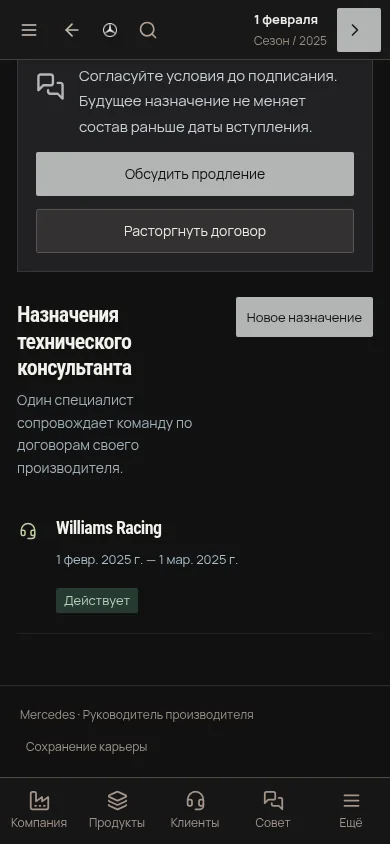 1 февраля
Сезон / 2025
Согласуйте условия до подписания.
Будущее назначение не меняет
состав раньше даты вступления.
Обсудить продление
Расторгнуть договор
Назначения
технического
консультанта
Новое назначение
Один специалист
сопровождает команду по
договорам своего
производителя.
Williams Racing
1 февр. 2025 г. — 1 мар. 2025 г.
Действует
Mercedes · Руководитель производителя
Сохранение карьеры
Компания
Продукты
Клиенты
Совет
Ещё